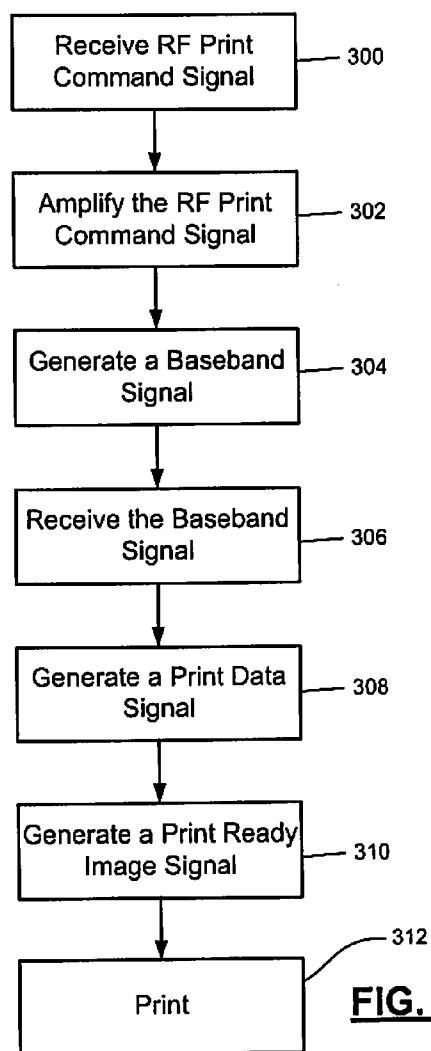 Receive RF Print
Command Signal
300
Amplify the RF Print
Command Signal
302
Generate a Baseband
Signal
304
Receive the Baseband
Signal
306
Generate a Print Data
Signal
308
Generate a Print Ready
Image Signal
310
Print
312
FIG.